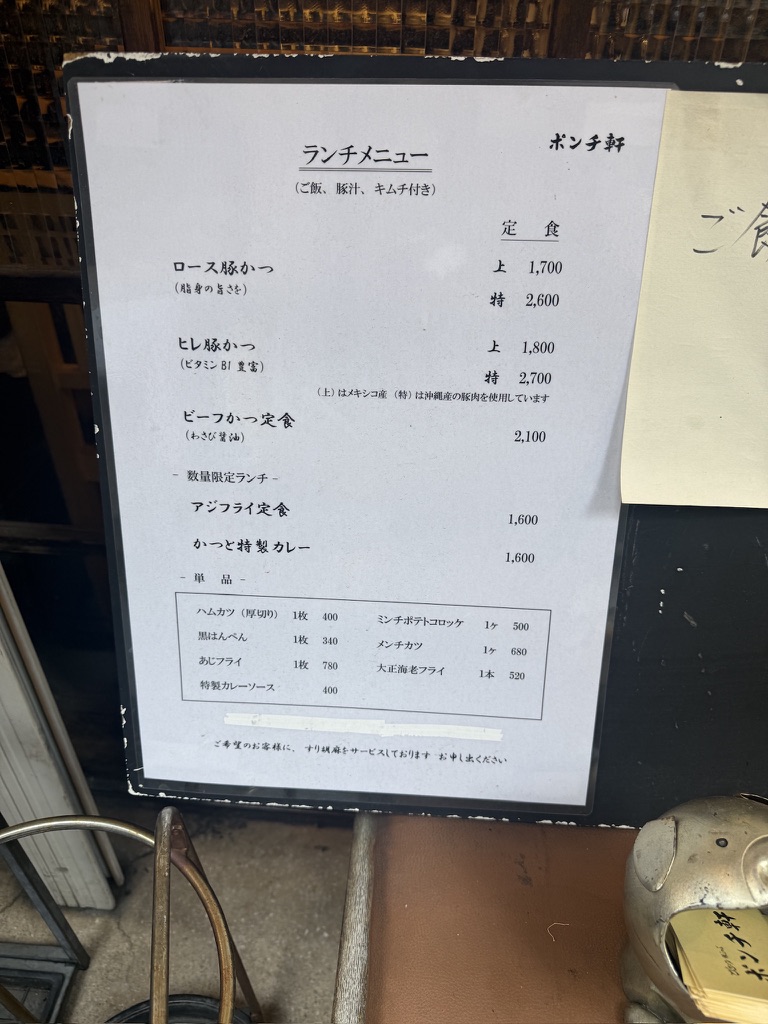 ポンチ軒
ランチメニュー
（ご飯、豚汁、キムチ付き）
定 食
ロース豚かつ 上 1,700
（脂身の旨さを）
特 2,600
ヒレ豚かつ 上 1,800
（ビタミンB1豊富）
特 2,700
（上）はメキシコ産 （特）は沖縄産の豚肉を使用しています
ビーフかつ定食
（わさび醤油） 2,100
- 数量限定ランチ -
アジフライ定食 1,600
かつと特製カレー 1,600
- 単 品 -
ハムカツ（厚切り） 1枚 400 ミンチポテトコロッケ 1ヶ 500
黒はんぺん 1枚 340 メンチカツ 1ヶ 680
あじフライ 1枚 780 大正海老フライ 1本 520
特製カレーソース 400
ご希望のお客様に、すり胡麻をサービスしております お申し出ください
ご
ポンチ軒